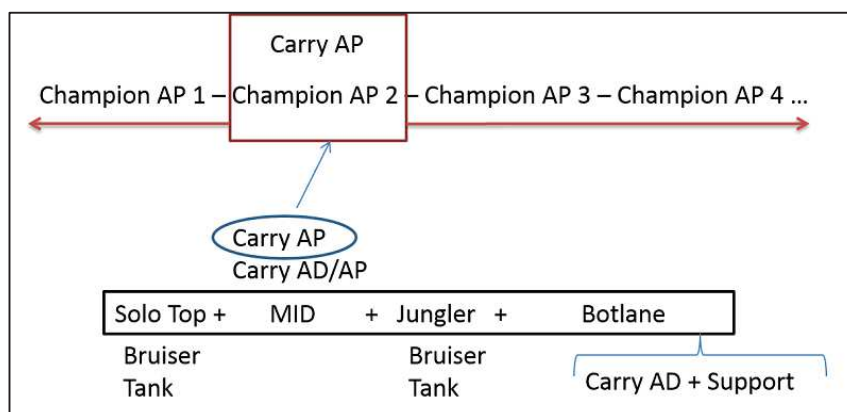 Carry AP
Champion AP 1 – Champion AP 2 – Champion AP 3 – Champion AP 4 ...
Carry AP
Carry AD/AP
Solo Top + MID + Jungler + Botlane
Bruiser Bruiser
Tank Tank
Carry AD + Support